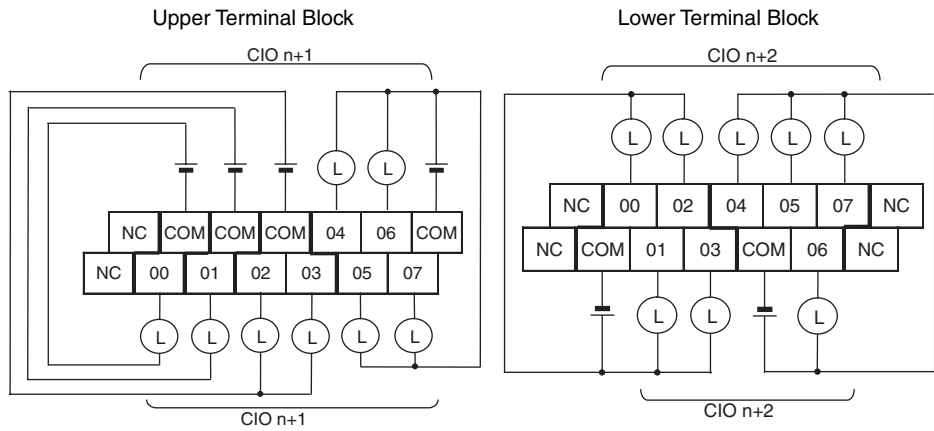 Upper Terminal Block
CIO n+1
L L
NC COM COM COM 04 06 COM
NC 00 01 02 03 05 07
L L L L L L
CIO n+1
Lower Terminal Block
CIO n+2
L L L L L
NC 00 02 04 05 07 NC
NC COM 01 03 COM 06 NC
L L L
CIO n+2